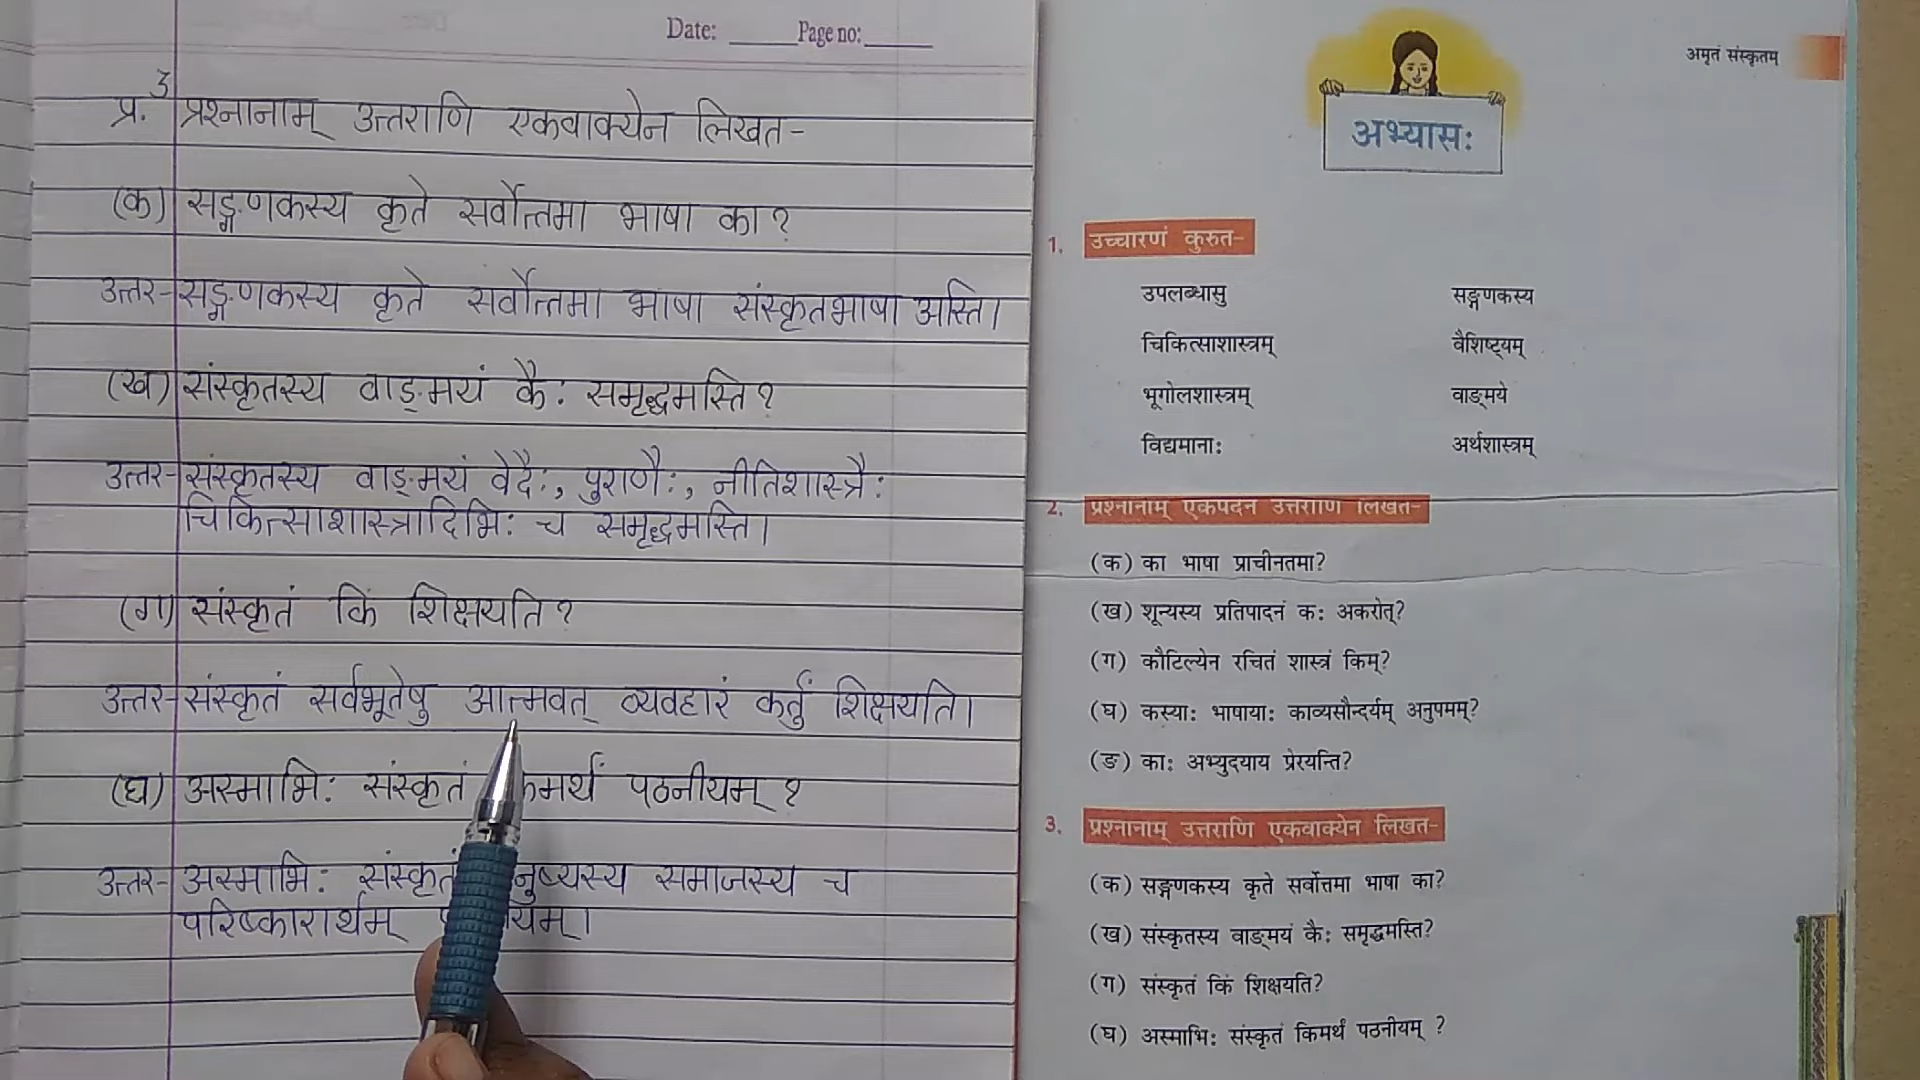 Date: Page no:
3
प्र. प्रश्नानाम् उत्तराणि एकवाक्येन लिखत-
(क) सङ्गणकस्य कृते सर्वोत्तमा भाषा का?
उत्तर- सङ्गणकस्य कृते सर्वोत्तमा भाषा संस्कृतभाषा अस्ति।
(ख) संस्कृतस्य वाङ्मयं कैः समृद्धमस्ति?
उत्तर- संस्कृतस्य वाङ्मयं वेदैः, पुराणैः, नीतिशास्त्रैः
चिकित्साशास्त्रादिभिः च समृद्धमस्ति।
(ग) संस्कृतं किं शिक्षयति?
उत्तर- संस्कृतं सर्वभूतेषु आत्मवत् व्यवहारं कर्तुं शिक्षयति।
(घ) अस्माभिः संस्कृतं पठनीयम्?
उत्तर- अस्माभिः संस्कृतं समाजस्य च
परिष्कारार्थम्
अमृतं संस्कृतम्
अभ्यासः
1. उच्चारणं कुरुत-
उपलब्धासु सङ्गणकस्य
चिकित्साशास्त्रम् वैशिष्ट्यम्
भूगोलशास्त्रम् वाङ्मये
विद्यमानाः अर्थशास्त्रम्
2. प्रश्नानाम् एकपदेन उत्तराणि लिखत-
(क) का भाषा प्राचीनतमा?
(ख) शून्यस्य प्रतिपादनं कः अकरोत्?
(ग) कौटिल्येन रचितं शास्त्रं किम्?
(घ) कस्याः भाषायाः काव्यसौन्दर्यम् अनुपमम्?
(ङ) काः अभ्युदयाय प्रेरयन्ति?
3. प्रश्नानाम् उत्तराणि एकवाक्येन लिखत-
(क) सङ्गणकस्य कृते सर्वोत्तमा भाषा का?
(ख) संस्कृतस्य वाङ्मयं कैः समृद्धमस्ति?
(ग) संस्कृतं किं शिक्षयति?
(घ) अस्माभिः संस्कृतं किमर्थं पठनीयम् ?